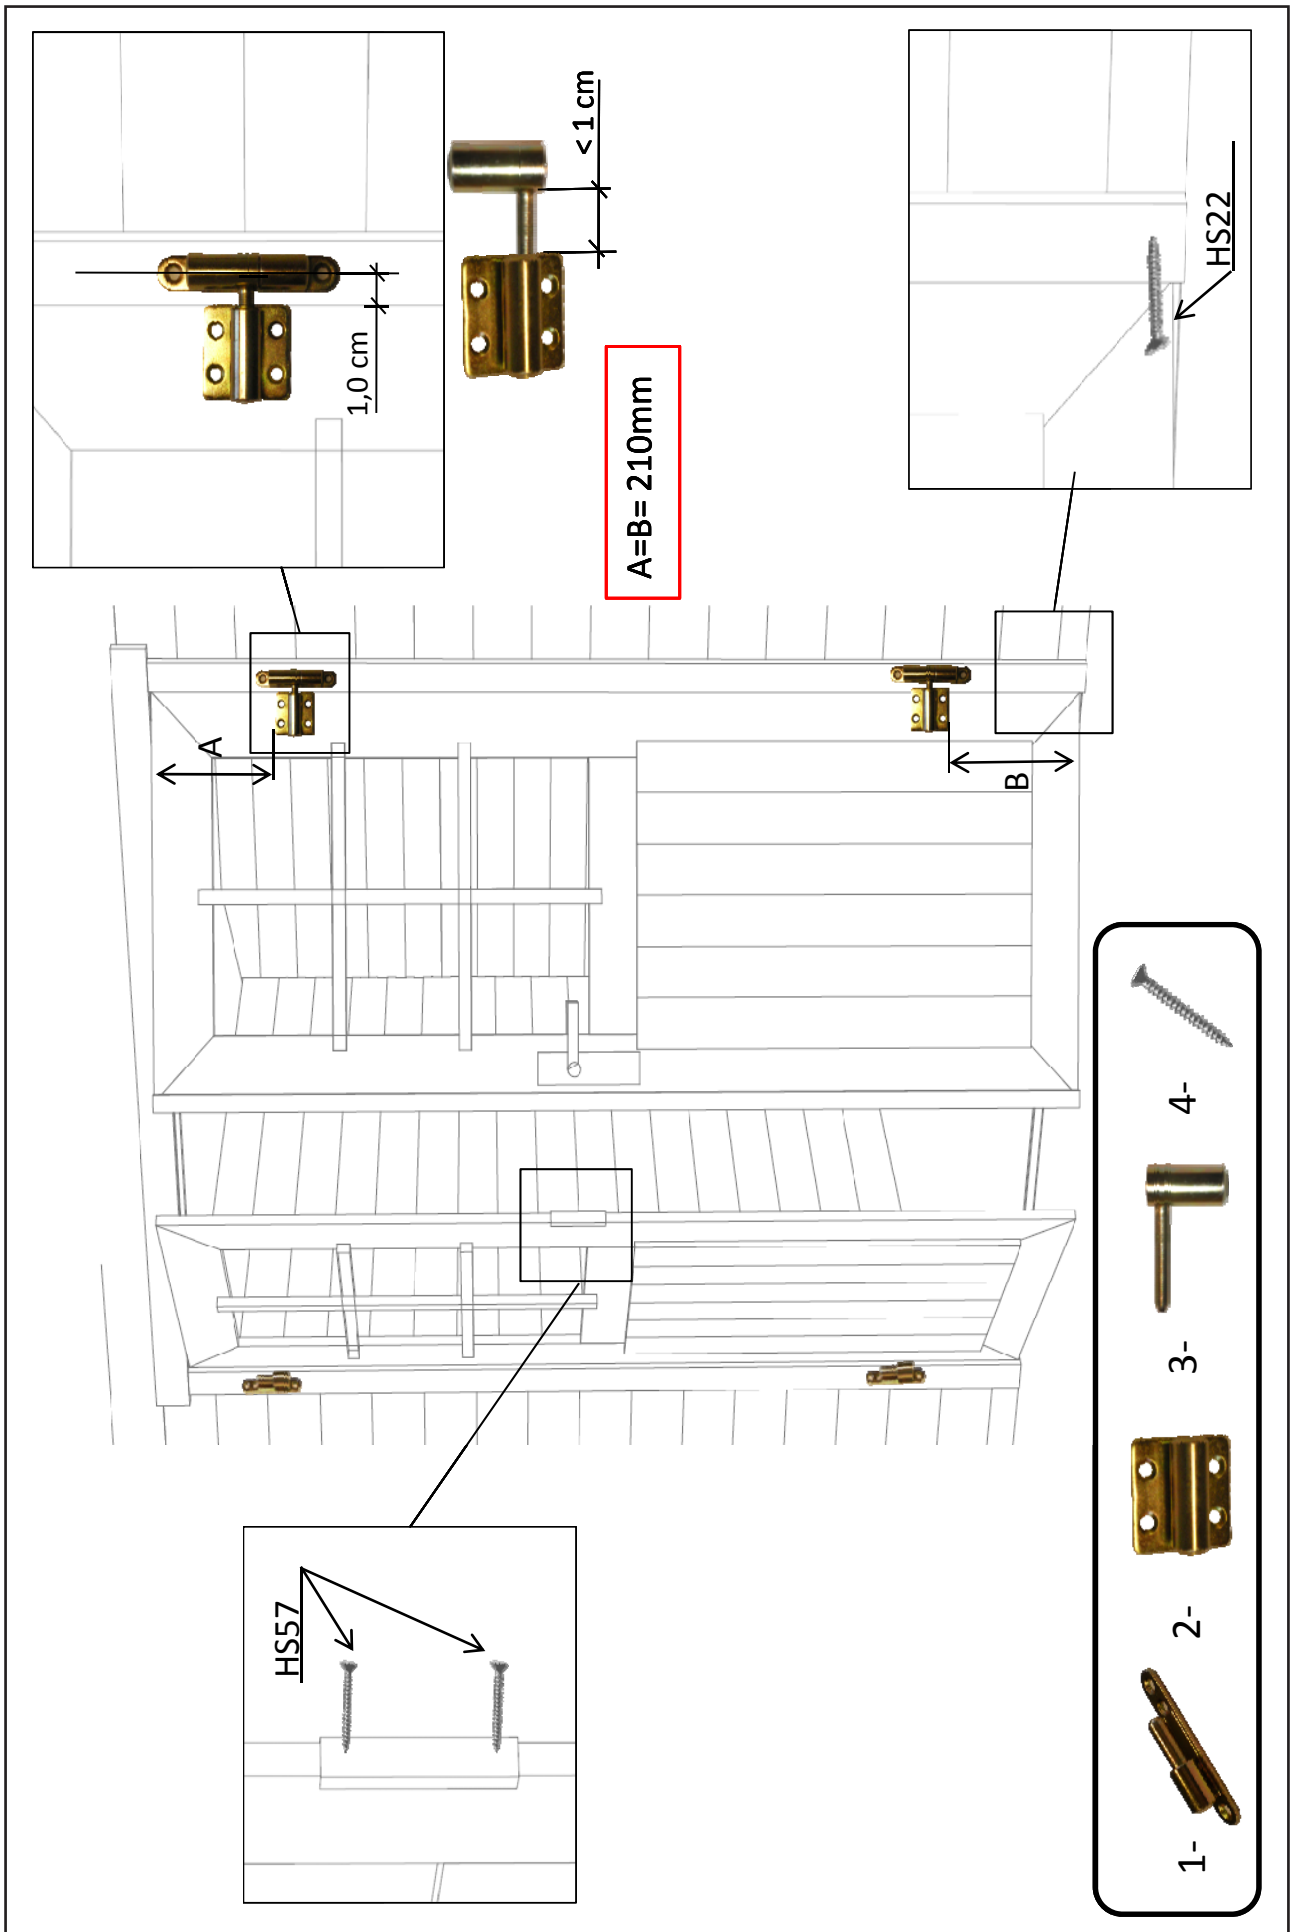 HS57
A
B
1,0 cm
< 1 cm
A=B= 210mm
HS22
1-
2-
3-
4-